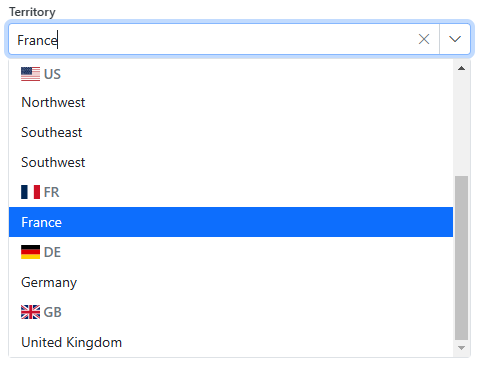 Territory
France
US
Northwest
Southeast
Southwest
FR
France
DE
Germany
GB
United Kingdom